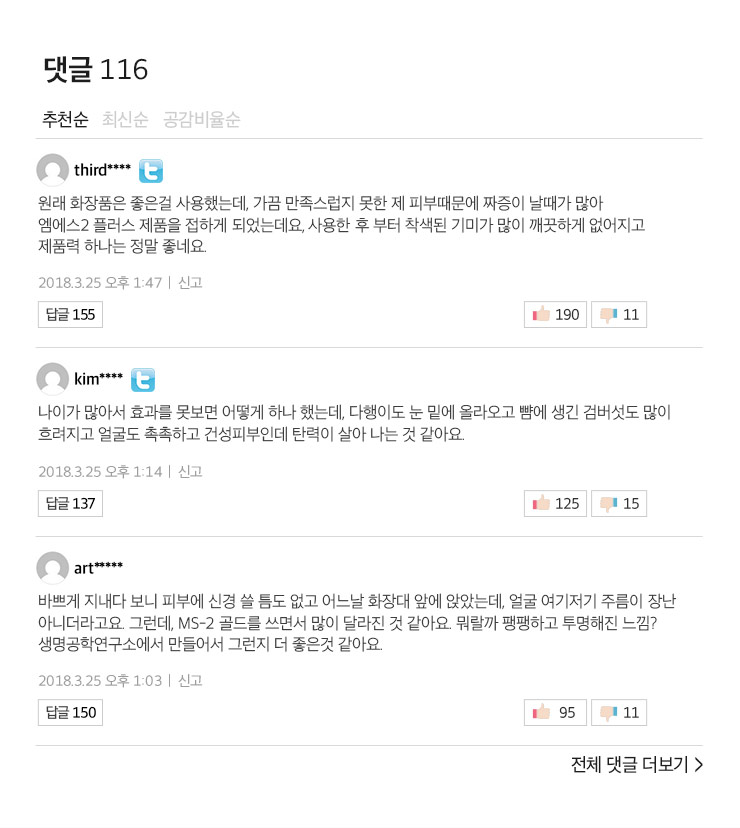 댓글 116
추천순 최신순 공감비율순
third****
원래 화장품은 좋은걸 사용했는데, 가끔 만족스럽지 못한 제 피부때문에 짜증이 날때가 많아
엠에스2 플러스 제품을 접하게 되었는데요, 사용한 후 부터 착색된 기미가 많이 깨끗하게 없어지고
제품력 하나는 정말 좋네요.
2018.3.25 오후 1:47 | 신고
답글 155 190 11
kim****
나이가 많아서 효과를 못보면 어떻게 하나 했는데, 다행이도 눈 밑에 올라오고 뺨에 생긴 검버섯도 많이
흐려지고 얼굴도 촉촉하고 건성피부인데 탄력이 살아 나는 것 같아요.
2018.3.25 오후 1:14 | 신고
답글 137 125 15
art*****
바쁘게 지내다 보니 피부에 신경 쓸 틈도 없고 어느날 화장대 앞에 앉았는데, 얼굴 여기저기 주름이 장난
아니더라고요. 그런데, MS-2 골드를 쓰면서 많이 달라진 것 같아요. 뭐랄까 팽팽하고 투명해진 느낌?
생명공학연구소에서 만들어서 그런지 더 좋은것 같아요.
2018.3.25 오후 1:03 | 신고
답글 150 95 11
전체 댓글 더보기 >